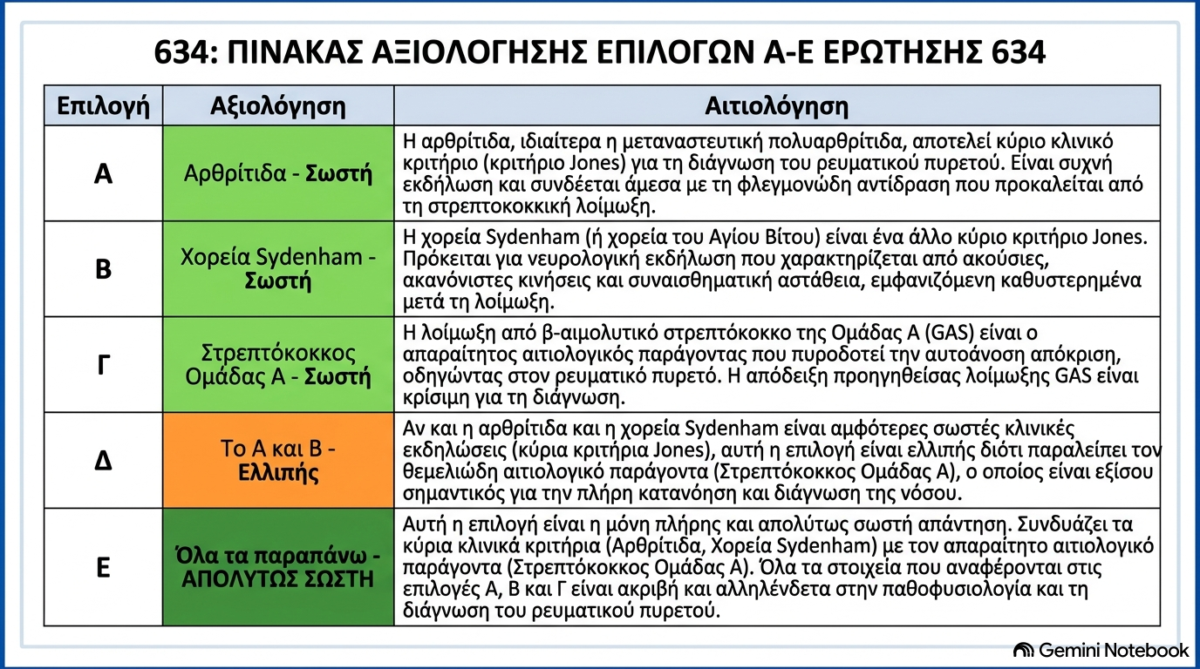 634: ΠΙΝΑΚΑΣ ΑΞΙΟΛΟΓΗΣΗΣ ΕΠΙΛΟΓΩΝ Α-Ε ΕΡΩΤΗΣΗΣ 634
Επιλογή
Αξιολόγηση
Αιτιολόγηση
Α
Αρθρίτιδα - Σωστή
Η αρθρίτιδα, ιδιαίτερα η μεταναστευτική πολυαρθρίτιδα, αποτελεί κύριο κλινικό
κριτήριο (κριτήριο Jones) για τη διάγνωση του ρευματικού πυρετού. Είναι συχνή
εκδήλωση και συνδέεται άμεσα με τη φλεγμονώδη αντίδραση που προκαλείται από
τη στρεπτοκοκκική λοίμωξη.
Β
Χορεία Sydenham -
Σωστή
Η χορεία Sydenham (ή χορεία του Αγίου Βίτου) είναι ένα άλλο κύριο κριτήριο Jones.
Πρόκειται για νευρολογική εκδήλωση που χαρακτηρίζεται από ακούσιες,
ακανόνιστες κινήσεις και συναισθηματική αστάθεια, εμφανιζόμενη καθυστερημένα
μετά τη λοίμωξη.
Γ
Στρεπτόκοκκος
Ομάδας Α - Σωστή
Η λοίμωξη από β-αιμολυτικό στρεπτόκοκκο της Ομάδας Α (GAS) είναι ο
απαραίτητος αιτιολογικός παράγοντας που πυροδοτεί την αυτοάνοση απόκριση,
οδηγώντας στον ρευματικό πυρετό. Η απόδειξη προηγηθείσας λοίμωξης GAS είναι
κρίσιμη για τη διάγνωση.
Δ
Το Α και Β -
Ελλιπής
Αν και η αρθρίτιδα και η χορεία Sydenham είναι αμφότερες σωστές κλινικές
εκδηλώσεις (κύρια κριτήρια Jones), αυτή η επιλογή είναι ελλιπής διότι παραλείπει τον
θεμελιώδη αιτιολογικό παράγοντα (Στρεπτόκοκκος Ομάδας Α), ο οποίος είναι εξίσου
σημαντικός για την πλήρη κατανόηση και διάγνωση της νόσου.
Ε
Όλα τα παραπάνω -
ΑΠΟΛΥΤΩΣ ΣΩΣΤΗ
Αυτή η επιλογή είναι η μόνη πλήρης και απολύτως σωστή απάντηση. Συνδυάζει τα
κύρια κλινικά κριτήρια (Αρθρίτιδα, Χορεία Sydenham) με τον απαραίτητο αιτιολογικό
παράγοντα (Στρεπτόκοκκος Ομάδας Α). Όλα τα στοιχεία που αναφέρονται στις
επιλογές Α, Β και Γ είναι ακριβή και αλληλένδετα στην παθοφυσιολογία και τη
διάγνωση του ρευματικού πυρετού.
Gemini Notebook